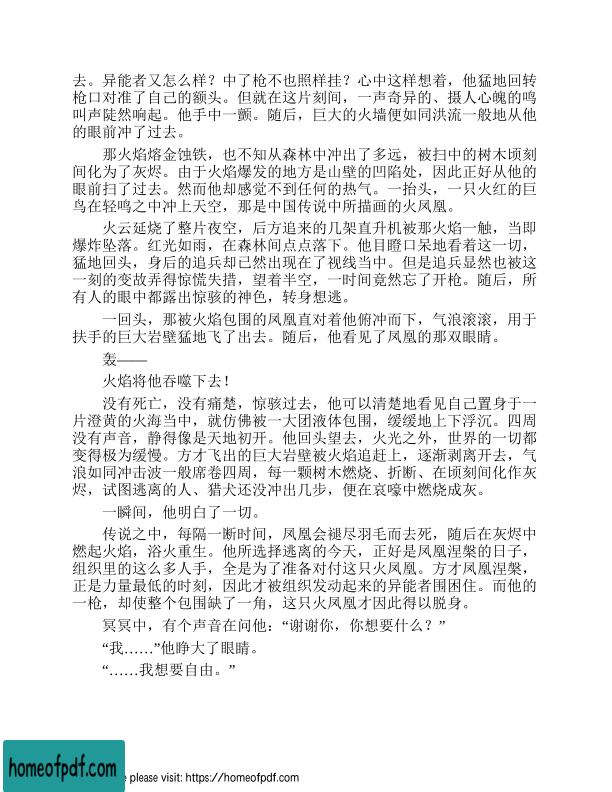 去。异能者又怎么样？中了枪不也照样挂？心中这样想着，他猛地回转
枪口对准了自己的额头。但就在这片刻间，一声奇异的、摄人心魄的鸣
叫声陡然响起。他手中一颤。随后，巨大的火墙便如同洪流一般地从他
的眼前冲了过去。
那火焰熔金蚀铁，也不知从森林中冲出了多远，被扫中的树木顷刻
间化为了灰烬。由于火焰爆发的地方是山壁的凹陷处，因此正好从他的
眼前扫了过去。然而他却感觉不到任何的热气。一抬头，一只火红的巨
鸟在轻鸣之中冲上天空，那是中国传说中所描画的火凤凰。
火云延烧了整片夜空，后方追来的几架直升机被那火焰一触，当即
爆炸坠落。红光如雨，在森林间点点落下。他目瞪口呆地看着这一切，
猛地回头，身后的追兵却已然出现在了视线当中。但是追兵显然也被这
一刻的变故弄得惊慌失措，望着半空，一时间竟然忘了开枪。随后，所
有人的眼中都露出惊骇的神色，转身想逃。
一回头，那被火焰包围的凤凰直对着他俯冲而下，气浪滚滚，用于
扶手的巨大岩壁猛地飞了出去。随后，他看见了凤凰的那双眼睛。
轰——
火焰将他吞噬下去！
没有死亡，没有痛楚，惊骇过去，他可以清楚地看见自己置身于一
片澄黄的火海当中，就仿佛被一大团液体包围，缓缓地上下浮沉。四周
没有声音，静得像是天地初开。他回头望去，火光之外，世界的一切都
变得极为缓慢。方才飞出的巨大岩壁被火焰追赶上，逐渐剥离开去，气
浪如同冲击波一般席卷四周，每一颗树木燃烧、折断、在顷刻间化作灰
烬，试图逃离的人、猎犬还没冲出几步，便在哀嚎中燃烧成灰。
一瞬间，他明白了一切。
传说之中，每隔一断时间，凤凰会褪尽羽毛而去死，随后在灰烬中
燃起火焰，浴火重生。他所选择逃离的今天，正好是凤凰涅槃的日子，
组织里的这么多人手，全是为了准备对付这只火凤凰。方才凤凰涅槃，
正是力量最低的时刻，因此才被组织发动起来的异能者围困住。而他的
一枪，却使整个包围缺了一角，这只火凤凰才因此得以脱身。
冥冥中，有个声音在问他：“谢谢你，你想要什么？”
“我……”他睁大了眼睛。
“……我想要自由。”
homeofpdf.com
e please visit: https://homeofpdf.com